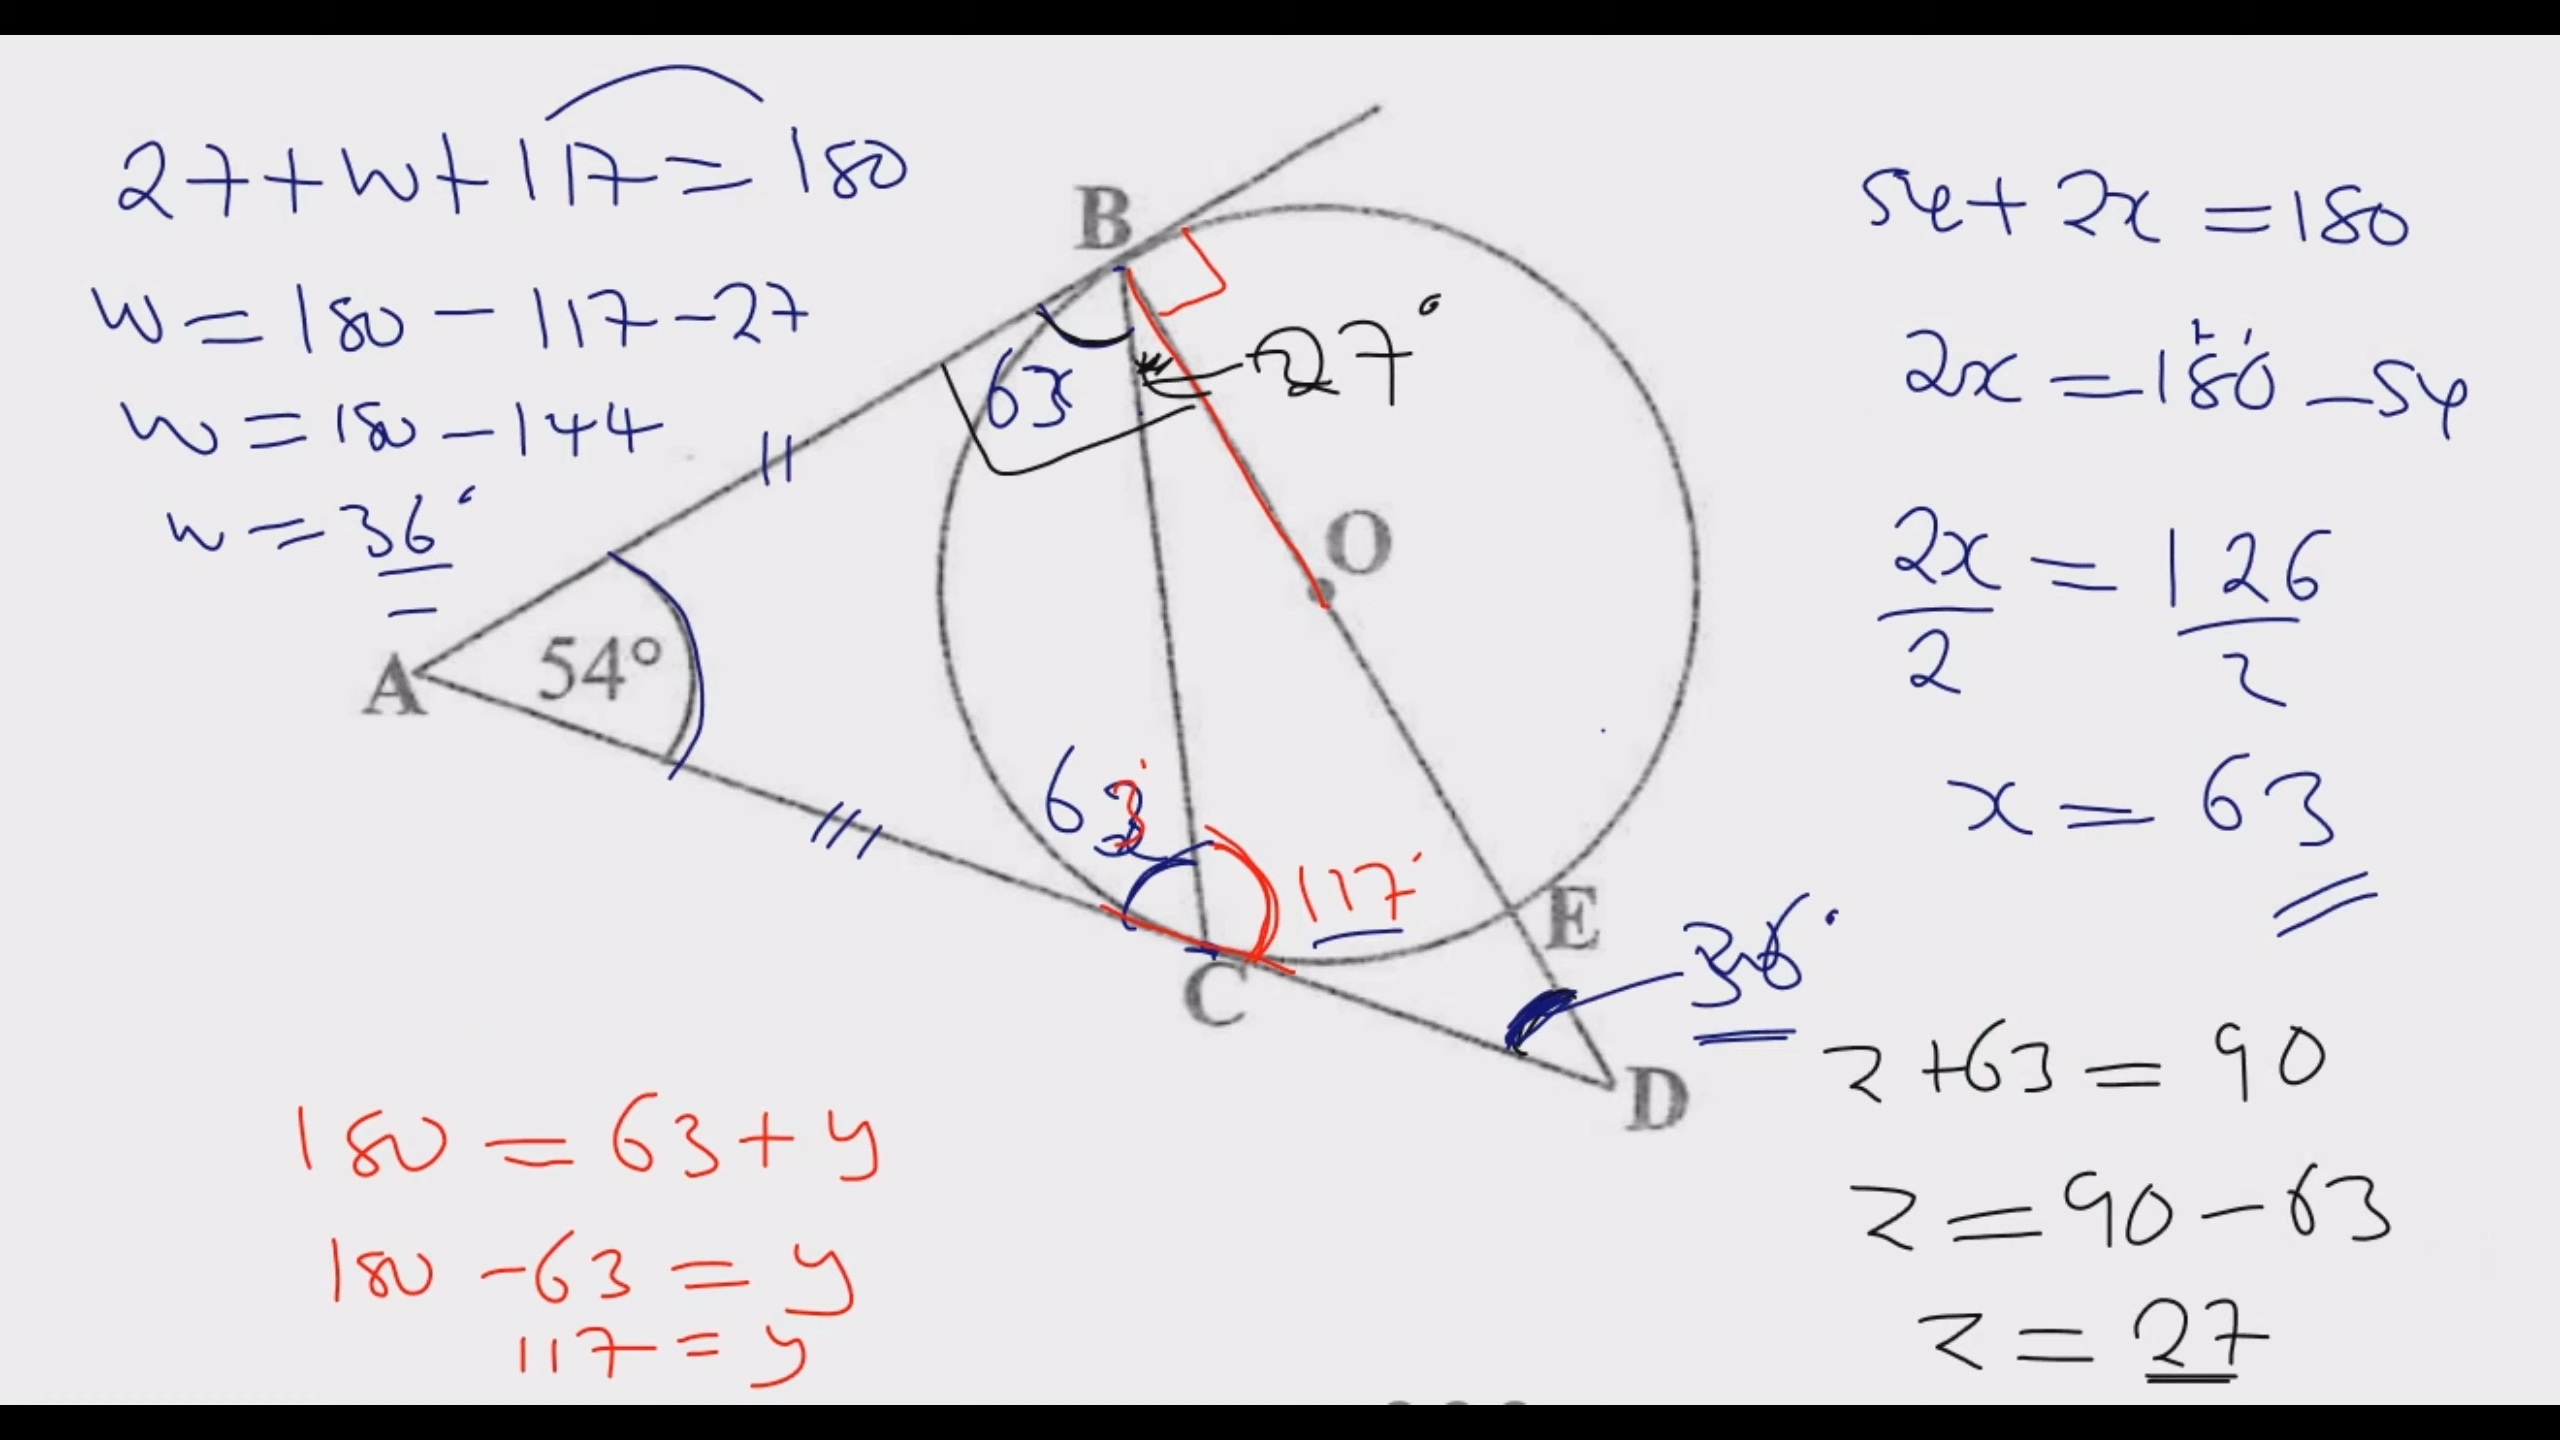 27+w+117=180
w=180-117-27
w=180-144
w=36°
54+2x=180
2x=180-54
2x/2=126/2
x=63
B
63x
27°
O
A
54°
63°
117°
E
C
36°
D
z+63=90
z=90-63
z=27
180=63+y
180-63=y
117=y